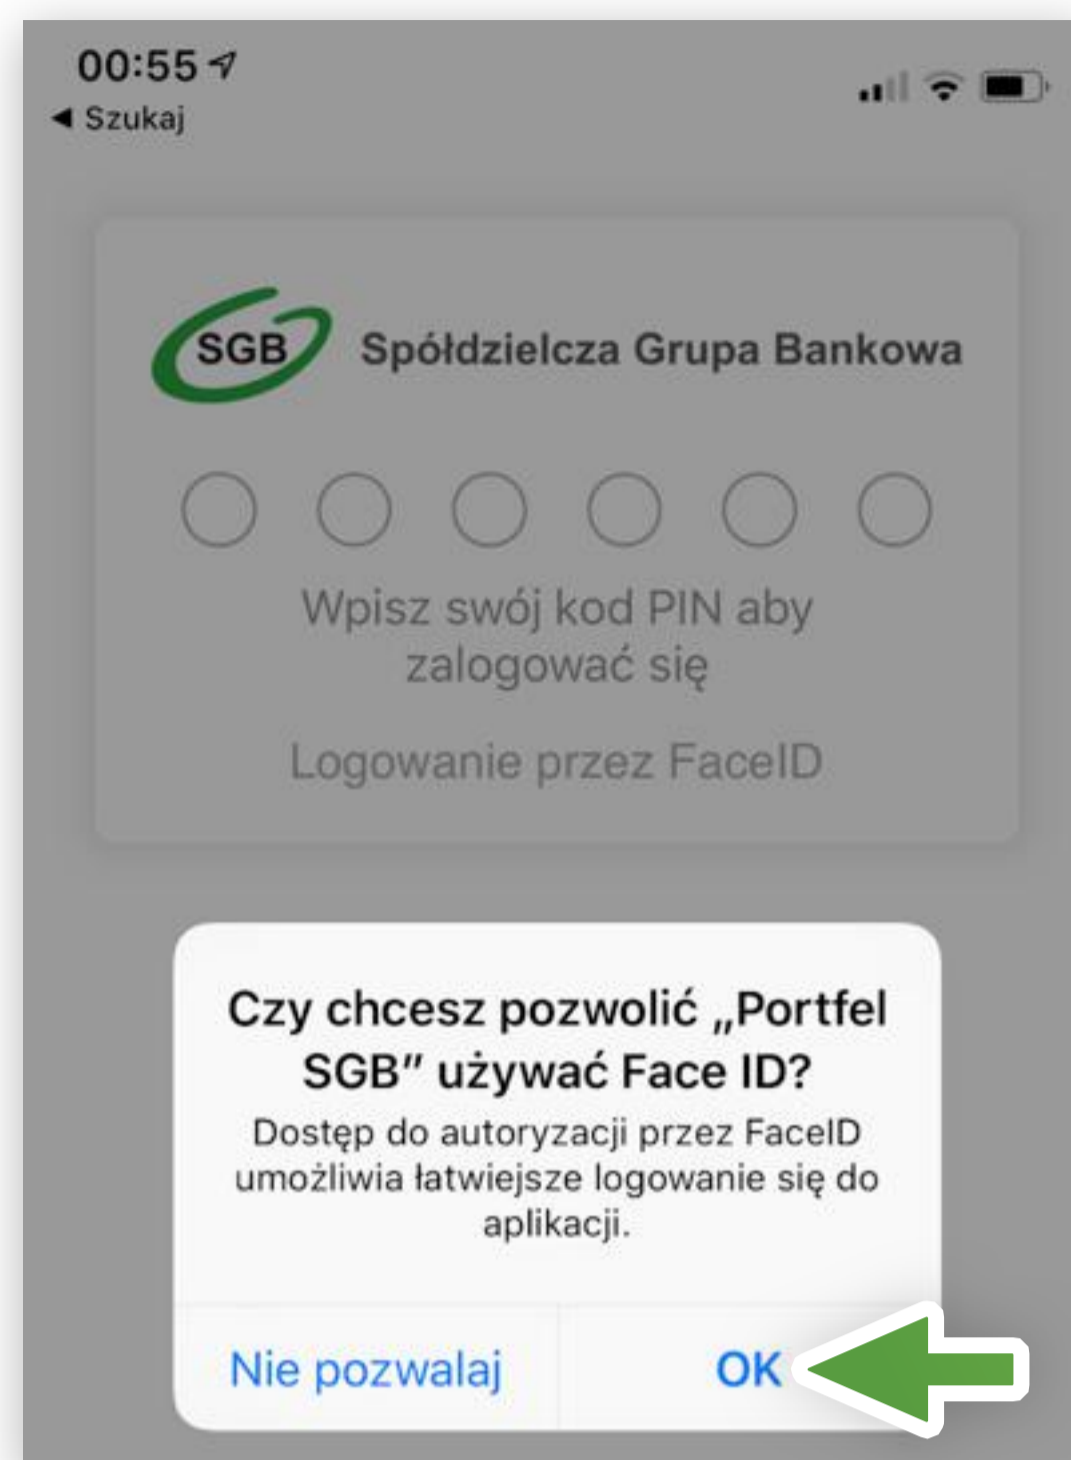 00:55
◀ Szukaj
SGB Spółdzielcza Grupa Bankowa
Wpisz swój kod PIN aby
zalogować się
Logowanie przez FaceID
Czy chcesz pozwolić „Portfel
SGB” używać Face ID?
Dostęp do autoryzacji przez FaceID
umożliwia łatwiejsze logowanie się do
aplikacji.
Nie pozwalaj OK